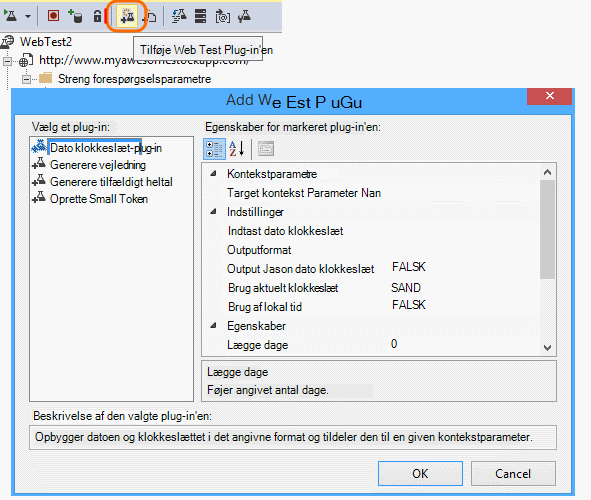 WebTest2
http://www.myawesomestockapp.com/
Tilføje Web Test Plug-in'en
Streng forespørgselsparametre
Add We Est P uGu
Vælg et plug-in:
Dato klokkeslæt-plug-in
Generere vejledning
Generere tilfældigt heltal
Oprette Small Token
Egenskaber for markeret plug-in'en:
Kontekstparametre
Target kontekst Parameter Nan
Indstillinger
Indtast dato klokkeslæt
Outputformat
Output Jason dato klokkeslæt FALSK
Brug aktuelt klokkeslæt SAND
Brug af lokal tid FALSK
Egenskaber
Lægge dage 0
Lægge dage
Føjer angivet antal dage.
Beskrivelse af den valgte plug-in'en:
Opbygger datoen og klokkeslættet i det angivne format og tildeler den til en given kontekstparameter.
OK Cancel